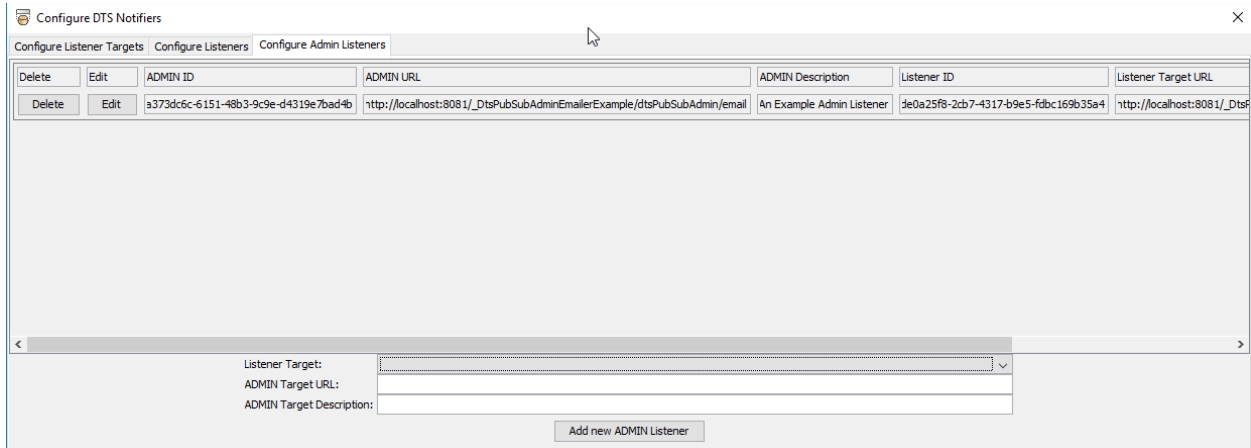 Configure DTS Notifiers
Configure Listener Targets Configure Listeners Configure Admin Listeners
Delete Edit ADMIN ID ADMIN URL ADMIN Description Listener ID Listener Target URL
Delete Edit a373dc6c-6151-48b3-9c9e-d4319e7bad4b http://localhost:8081/_DtsPubSubAdminEmailerExample/dtsPubSubAdmin/email An Example Admin Listener de0a25f8-2cb7-4317-b9e5-fdbc169b35a4 http://localhost:8081/_DtsP
Listener Target:
ADMIN Target URL:
ADMIN Target Description:
Add new ADMIN Listener